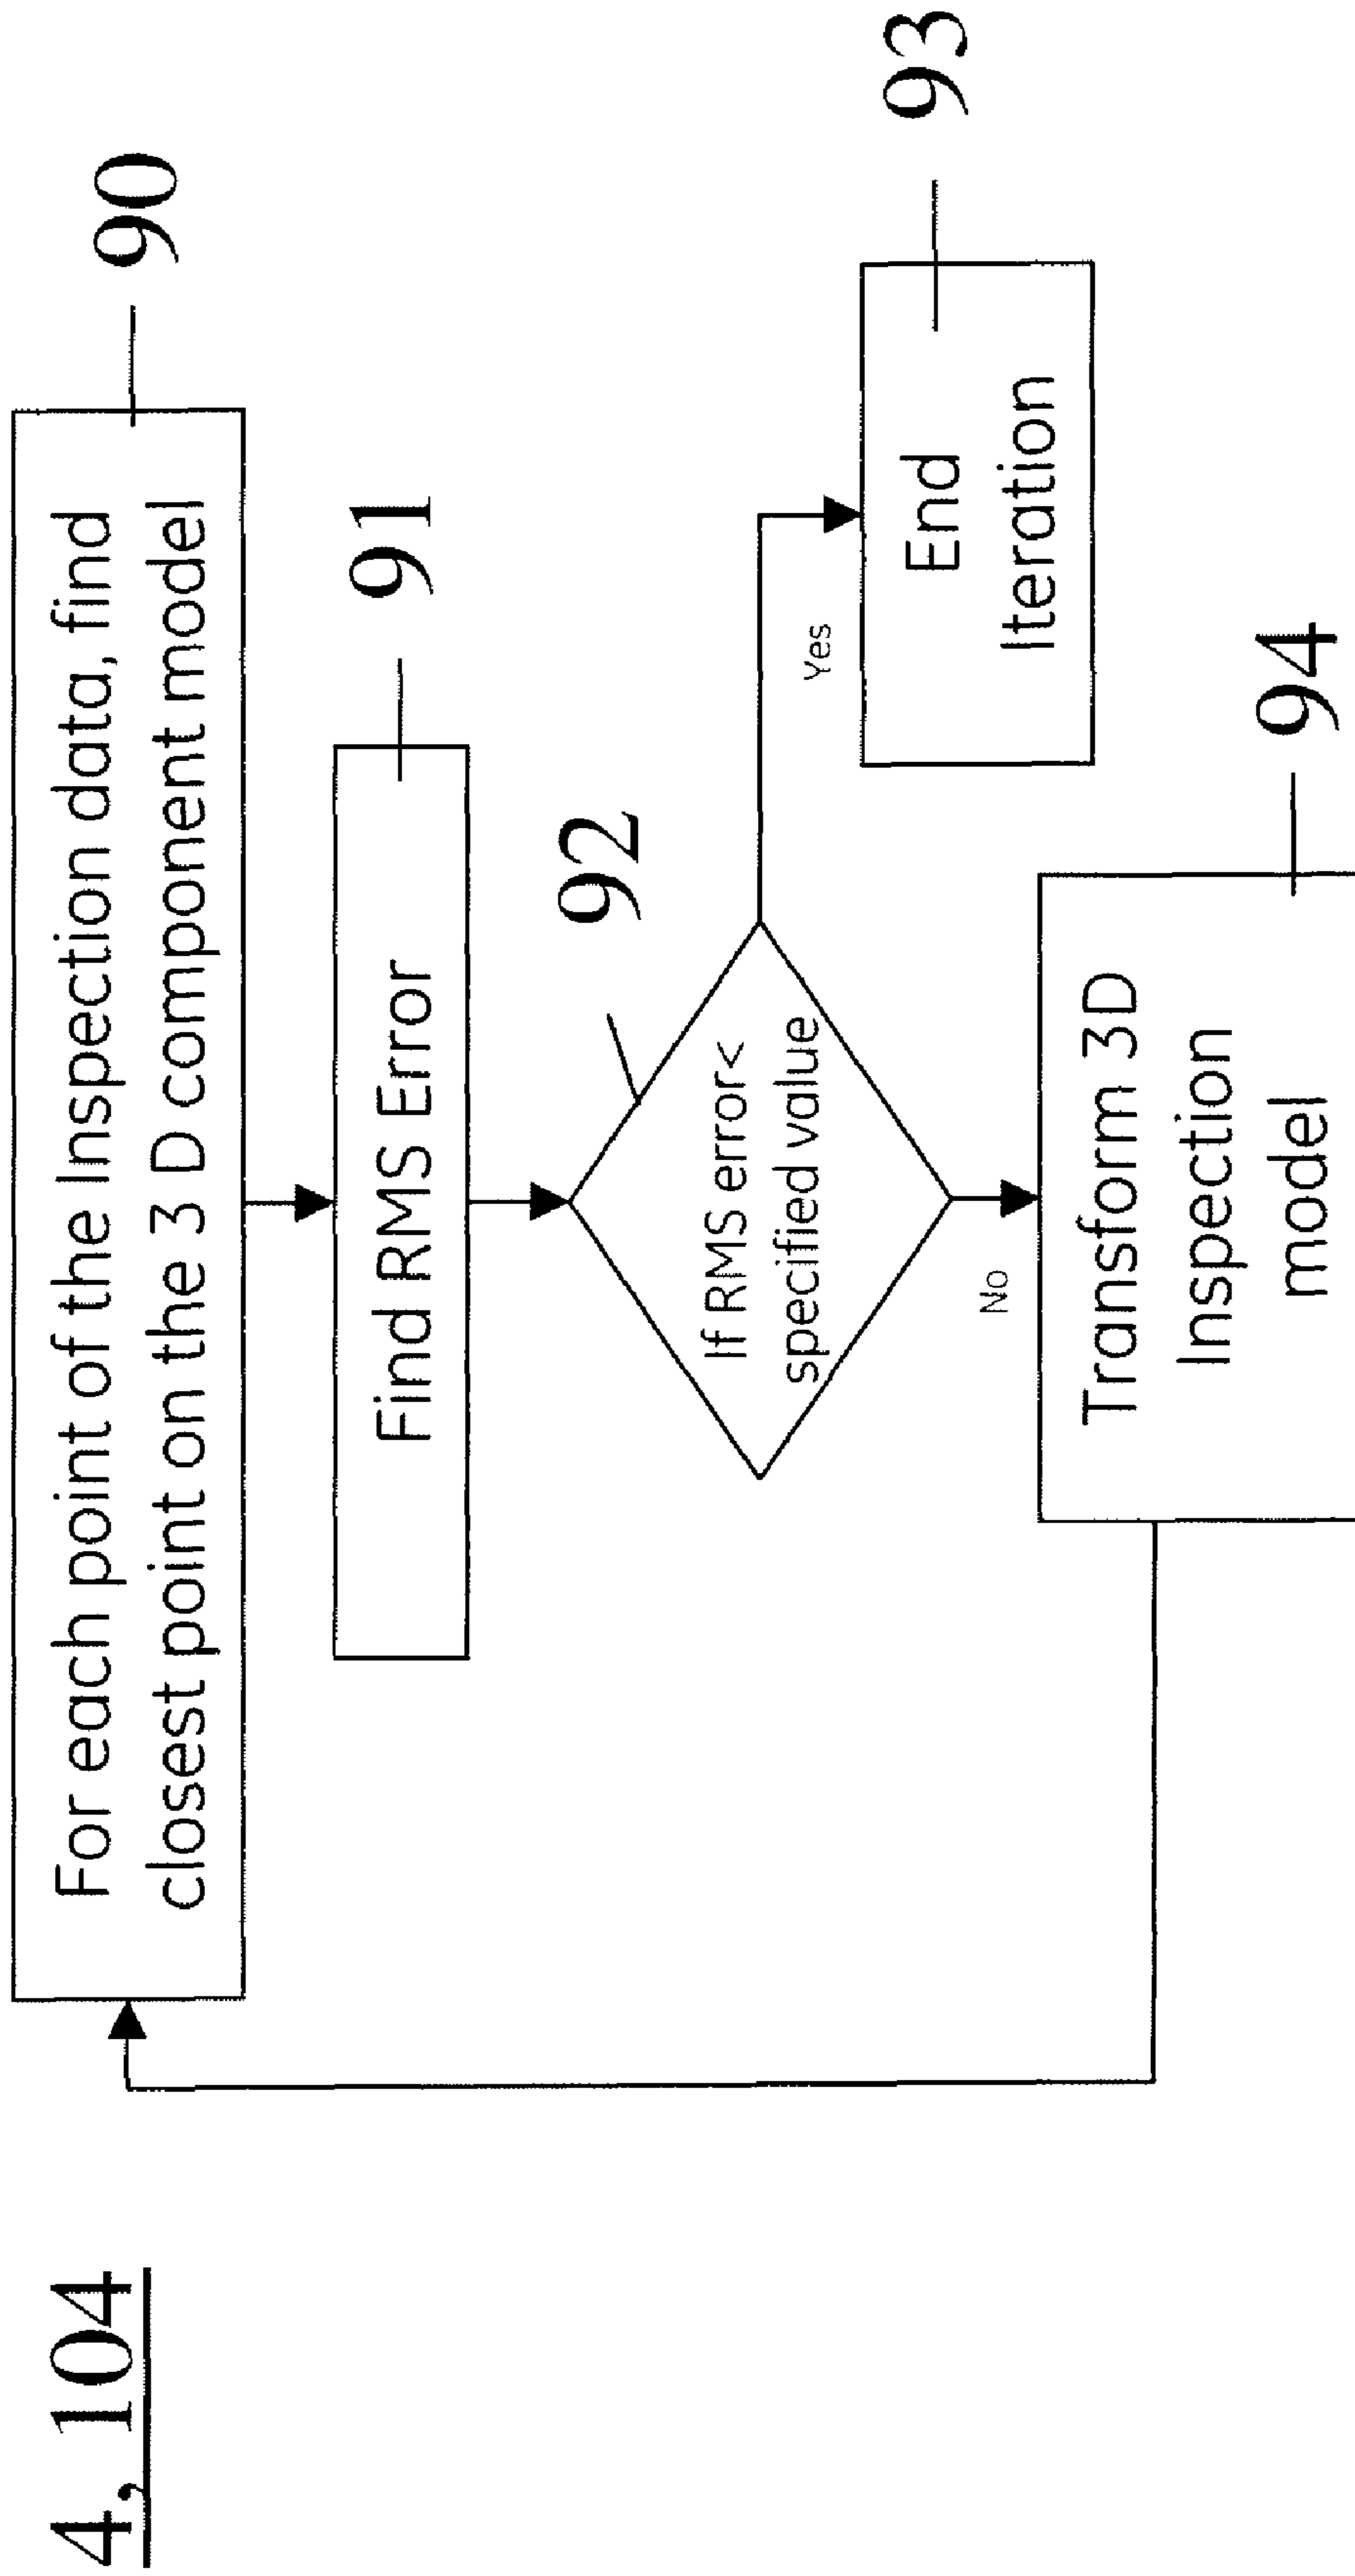 4, 104
For each point of the Inspection data, find
closest point on the 3 D component model
90
Find RMS Error
91
92
If RMS error<
specified value
Yes
End
Iteration
93
No
Transform 3D
Inspection
model
94